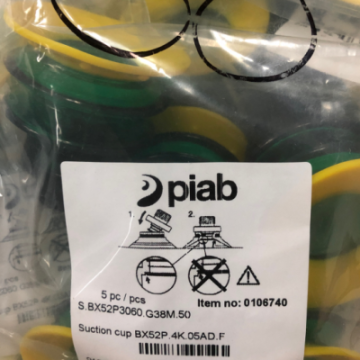 piab
1.
2.
5 pc / pcs
S.BX52P3060.G38M.50
Item no: 0106740
Suction cup BX52P.4K.05AD.F